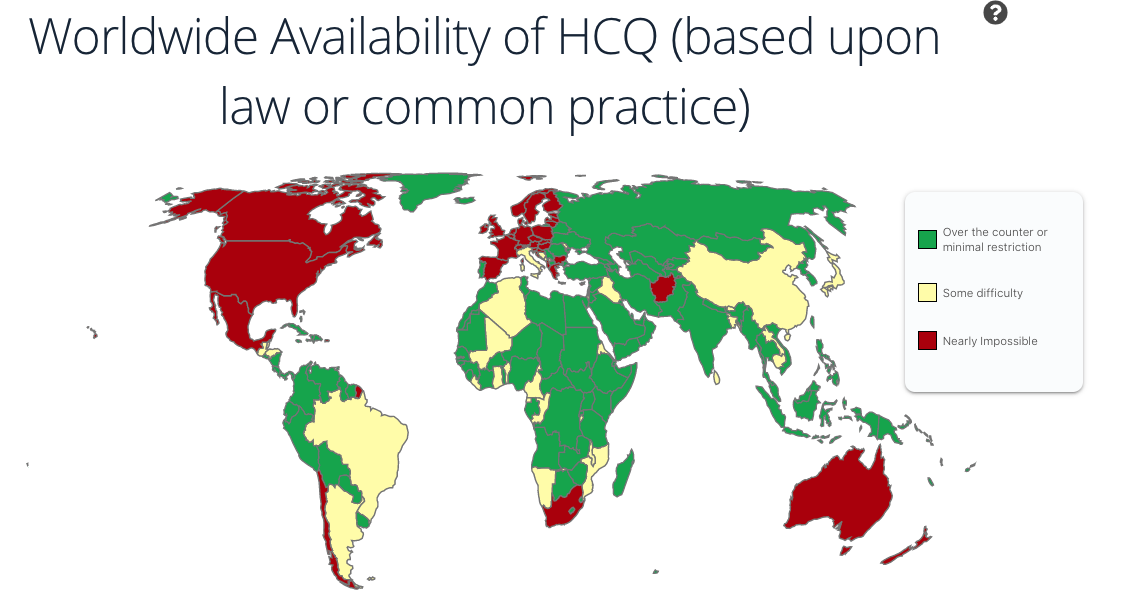 Worldwide Availability of HCQ (based upon
law or common practice)
?
Over the counter or
minimal restriction
Some difficulty
Nearly Impossible